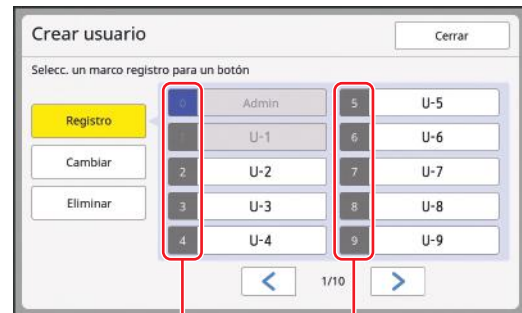 Crear usuario
Cerrar
Selecc. un marco registro para un botón
Registro
Cambiar
Eliminar
0 Admin 5 U-5
1 U-1 6 U-6
2 U-2 7 U-7
3 U-3 8 U-8
4 U-4 9 U-9
< 1/10 >